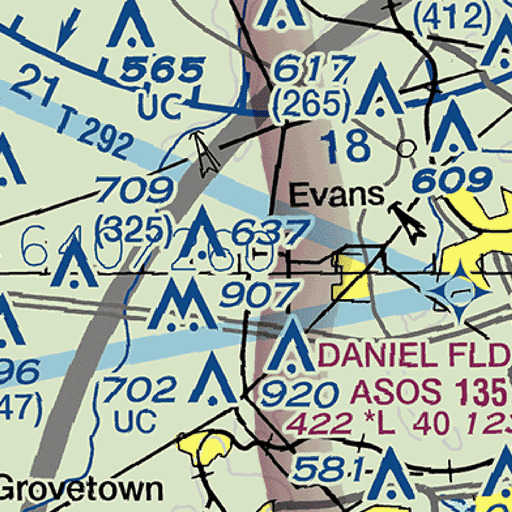 (412)
565
617
UC
(265)
21
T 292
18
709
Evans
609
(325)
637
907
DANIEL FLD
96
702
920
ASOS 135
47)
UC
422 *L 40 123
581
Grovetown